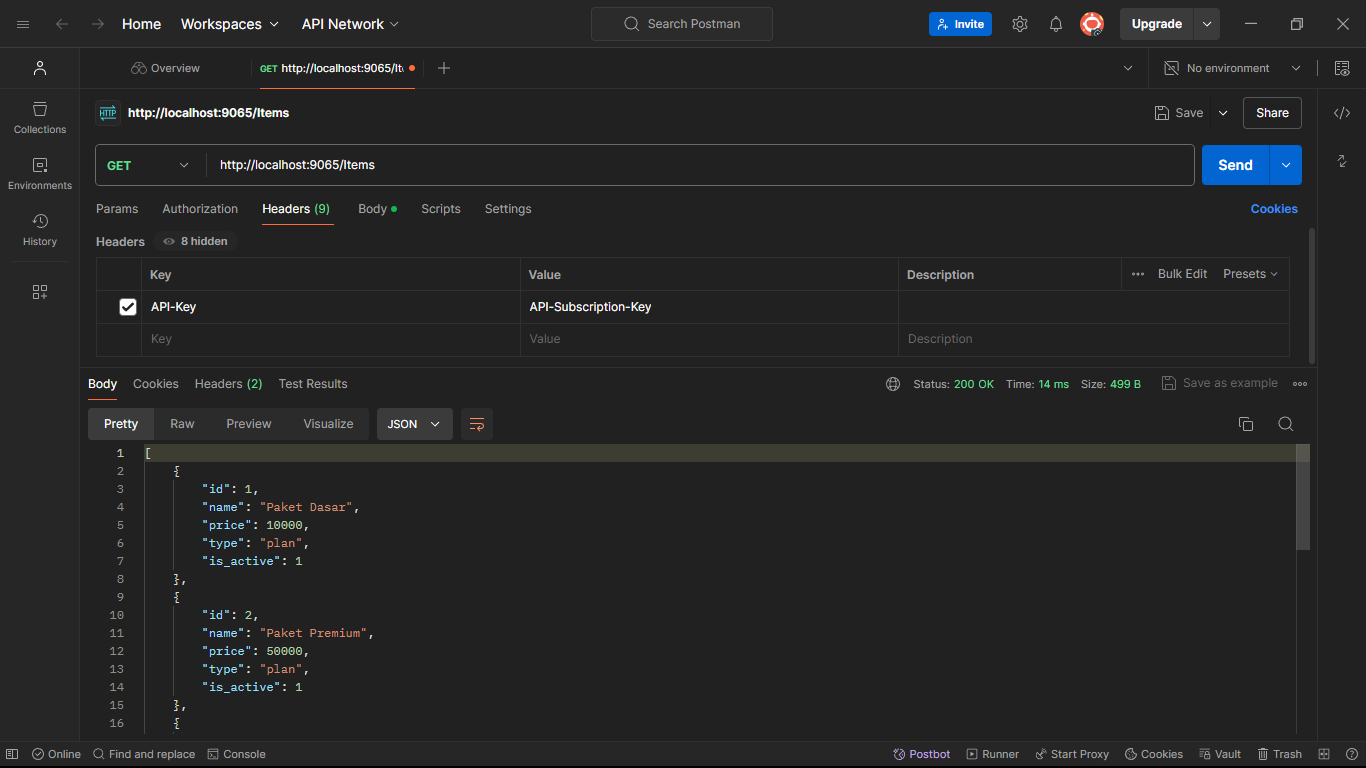 Home Workspaces API Network Search Postman Invite Upgrade
Overview GET http://localhost:9065/It No environment
HTTP http://localhost:9065/Items Save Share
Collections
Environments
History
GET http://localhost:9065/Items Send
Params Authorization Headers (9) Body Scripts Settings Cookies
Headers 8 hidden
Key Value Description Bulk Edit Presets
API-Key API-Subscription-Key
Key Value Description
Body Cookies Headers (2) Test Results Status: 200 OK Time: 14 ms Size: 499 B Save as example
Pretty Raw Preview Visualize JSON
1 [
2 {
3 "id": 1,
4 "name": "Paket Dasar",
5 "price": 10000,
6 "type": "plan",
7 "is_active": 1
8 },
9 {
10 "id": 2,
11 "name": "Paket Premium",
12 "price": 50000,
13 "type": "plan",
14 "is_active": 1
15 },
16 {
Online Find and replace Console Postbot Runner Start Proxy Cookies Vault Trash